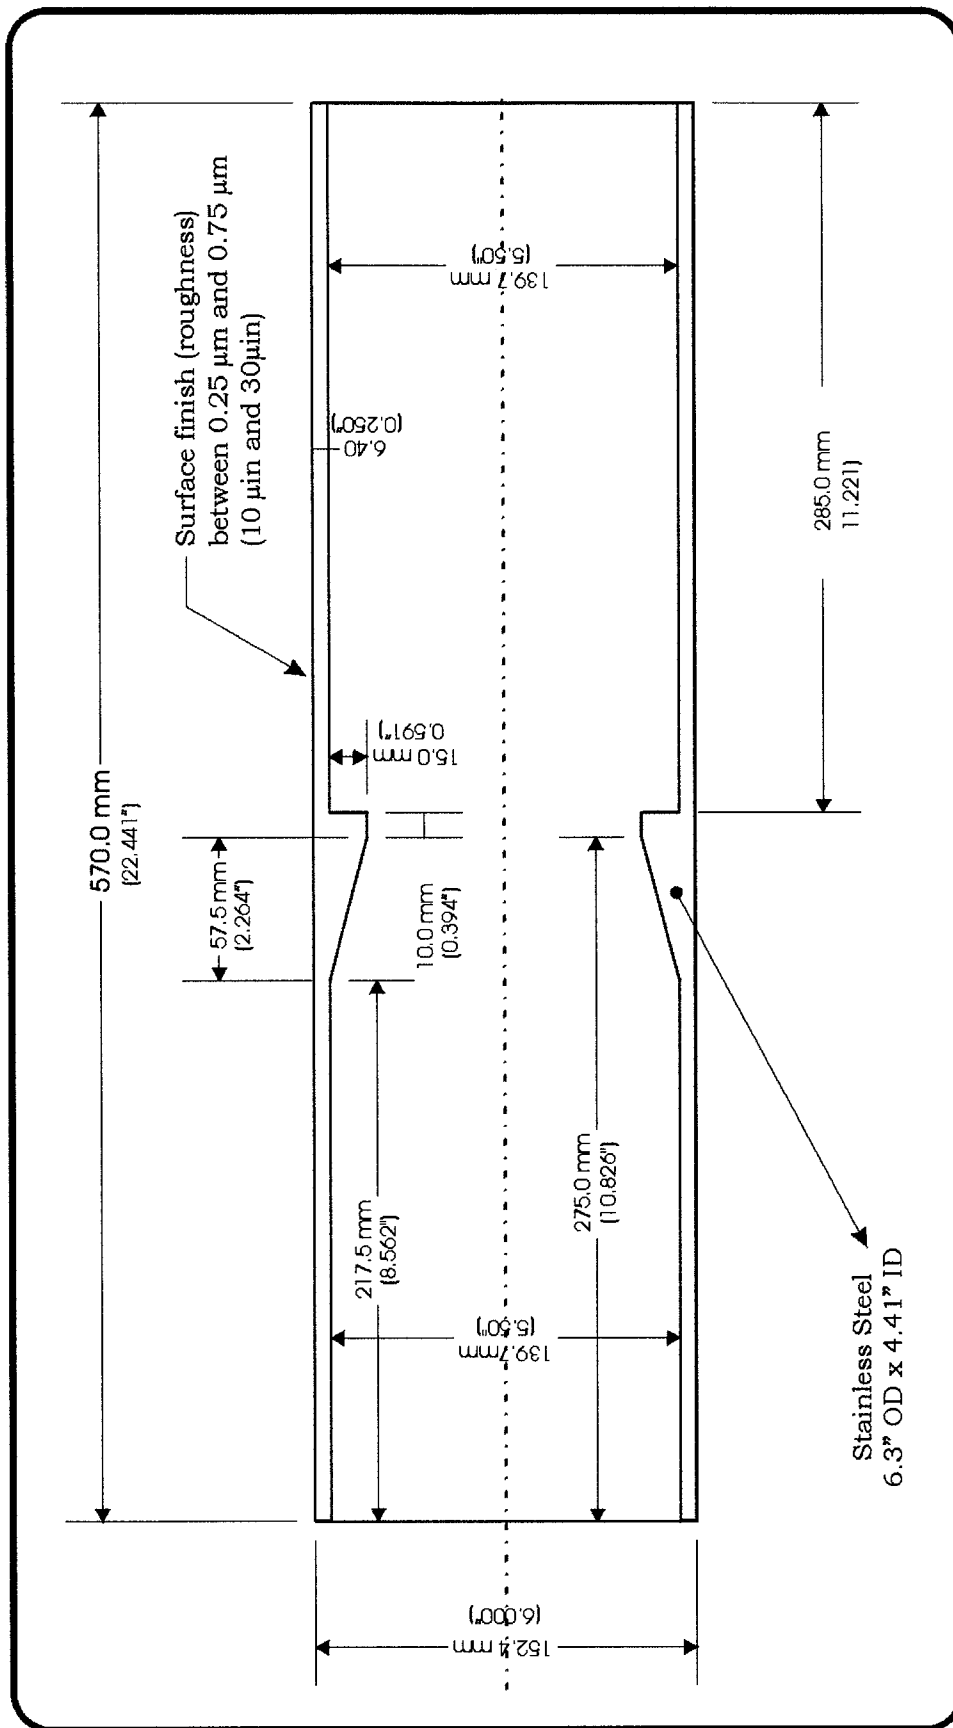 570.0 mm
(22.441")
Surface finish (roughness)
between 0.25 µm and 0.75 µm
(10 µin and 30µin)
57.5 mm
(2.264")
15.0 mm
0.591")
6.40
(0.250")
10.0 mm
(0.394")
139.7 mm
(5.50")
217.5 mm
(8.562")
139.7mm
(5.50")
275.0 mm
(10.826")
285.0 mm
11.221)
152.4 mm
(6.000")
Stainless Steel
6.3" OD x 4.41" ID